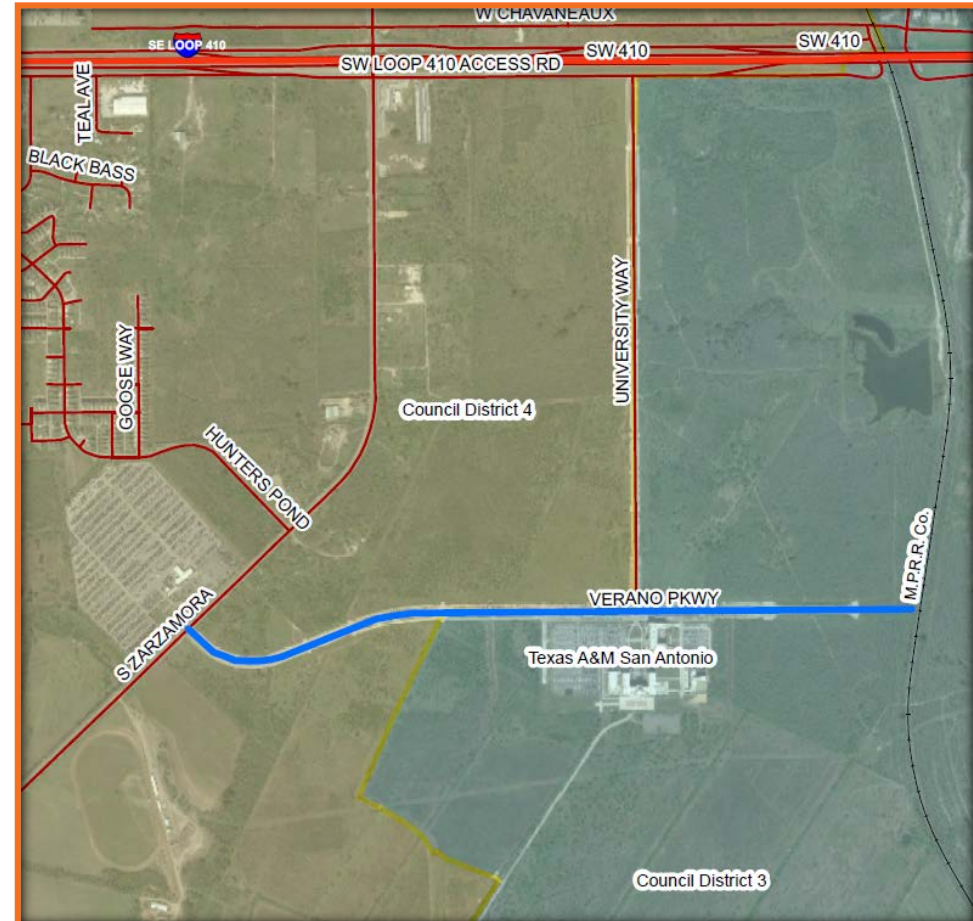 W CHAVANEAUX
SE LOOP 410
SW 410
SW 410
SW LOOP 410 ACCESS RD
TEAL AVE
BLACK BASS
GOOSE WAY
UNIVERSITY WAY
Council District 4
HUNTERS POND
M.P.R.R. Co.
VERANO PKWY
S ZARZAMORA
Texas A&M San Antonio
Council District 3